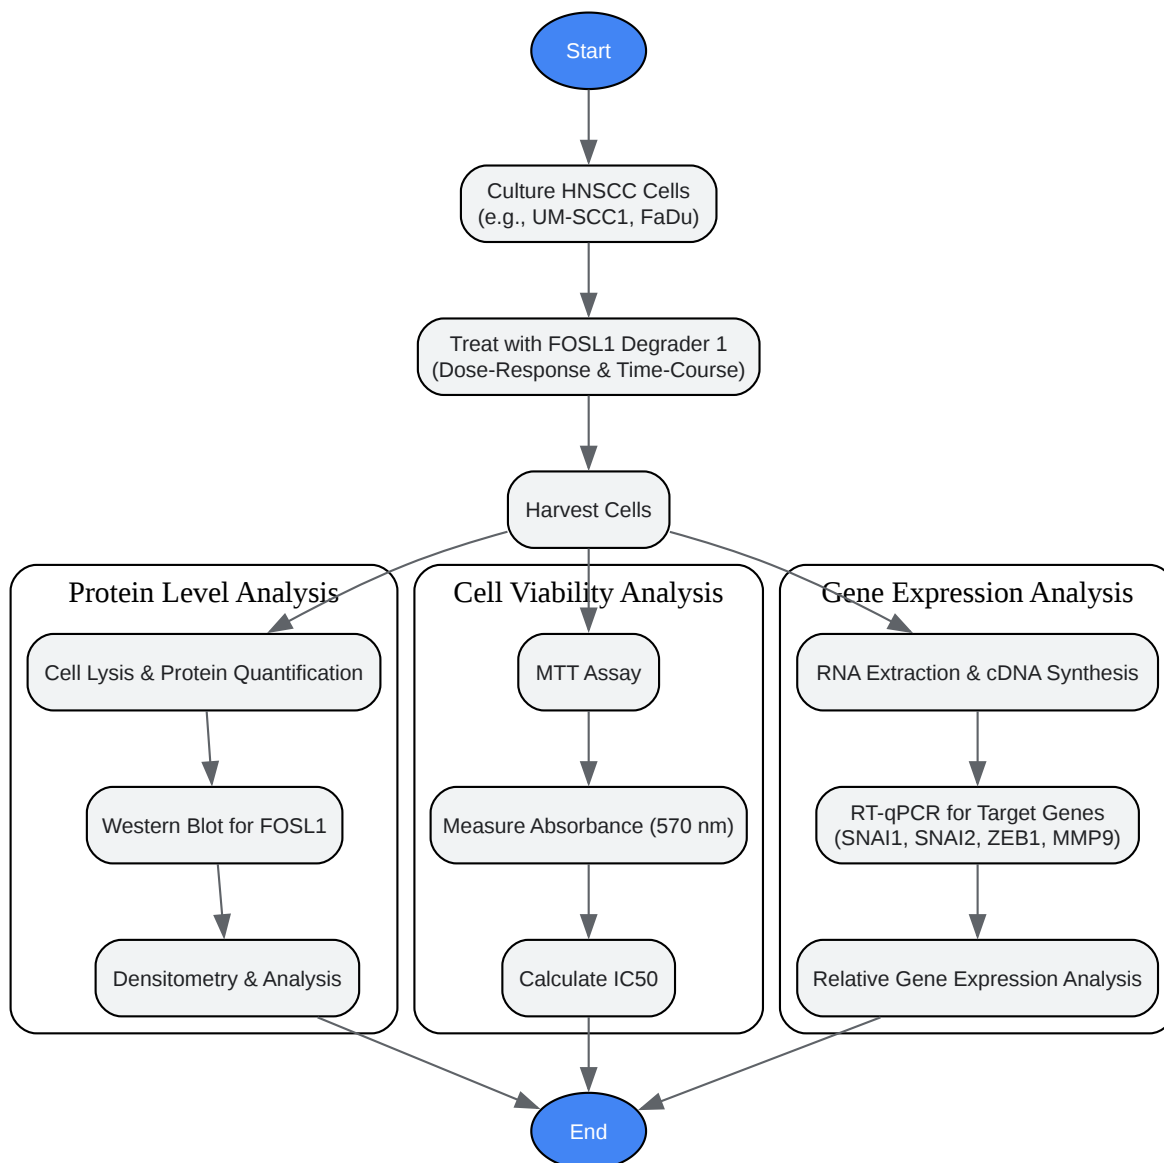 Start
Culture HNSCC Cells
(e.g., UM-SCC1, FaDu)
Treat with FOSL1 Degrader 1
(Dose-Response & Time-Course)
Harvest Cells
Protein Level Analysis
Cell Lysis & Protein Quantification
Western Blot for FOSL1
Densitometry & Analysis
Cell Viability Analysis
MTT Assay
Measure Absorbance (570 nm)
Calculate IC50
Gene Expression Analysis
RNA Extraction & cDNA Synthesis
RT-qPCR for Target Genes
(SNAI1, SNAI2, ZEB1, MMP9)
Relative Gene Expression Analysis
End